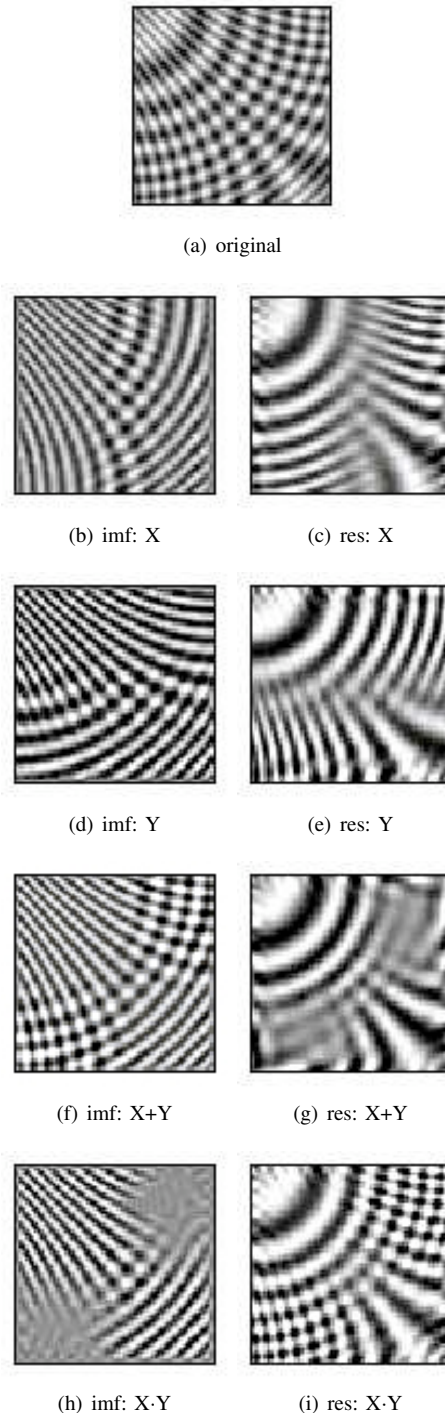 (a) original
(b) imf: X
(c) res: X
(d) imf: Y
(e) res: Y
(f) imf: X+Y
(g) res: X+Y
(h) imf: X·Y
(i) res: X·Y